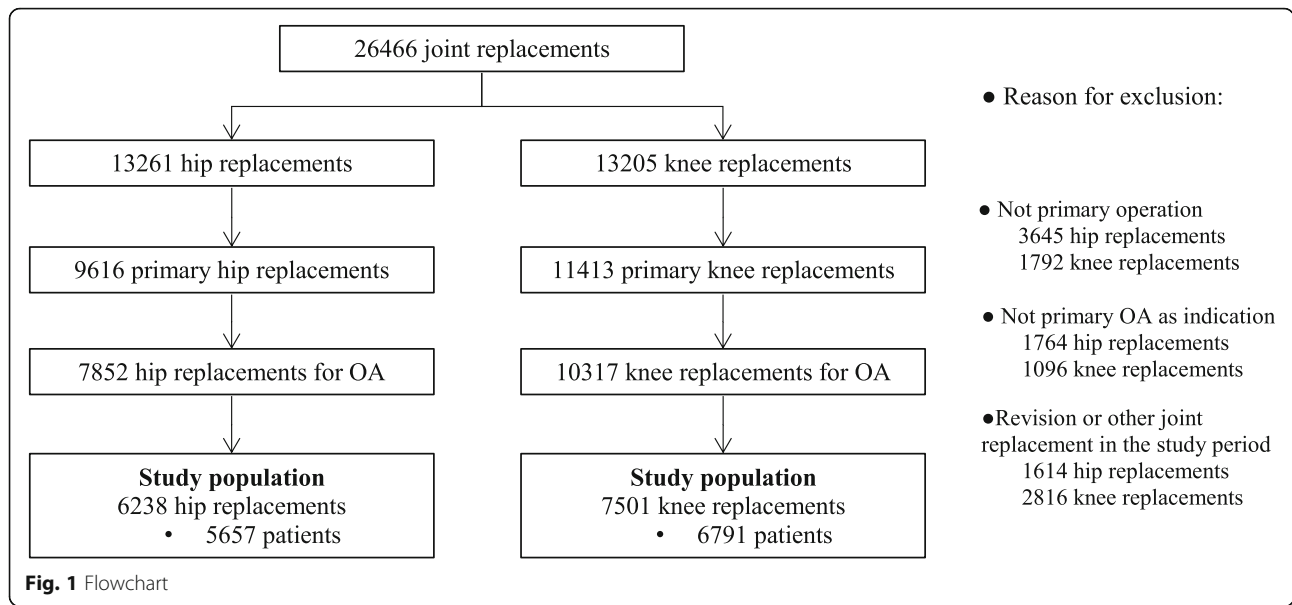 26466 joint replacements
● Reason for exclusion:
13261 hip replacements
13205 knee replacements
● Not primary operation
3645 hip replacements
1792 knee replacements
9616 primary hip replacements
11413 primary knee replacements
● Not primary OA as indication
1764 hip replacements
1096 knee replacements
7852 hip replacements for OA
10317 knee replacements for OA
●Revision or other joint
replacement in the study period
1614 hip replacements
2816 knee replacements
Study population
6238 hip replacements
• 5657 patients
Study population
7501 knee replacements
• 6791 patients
Fig. 1 Flowchart